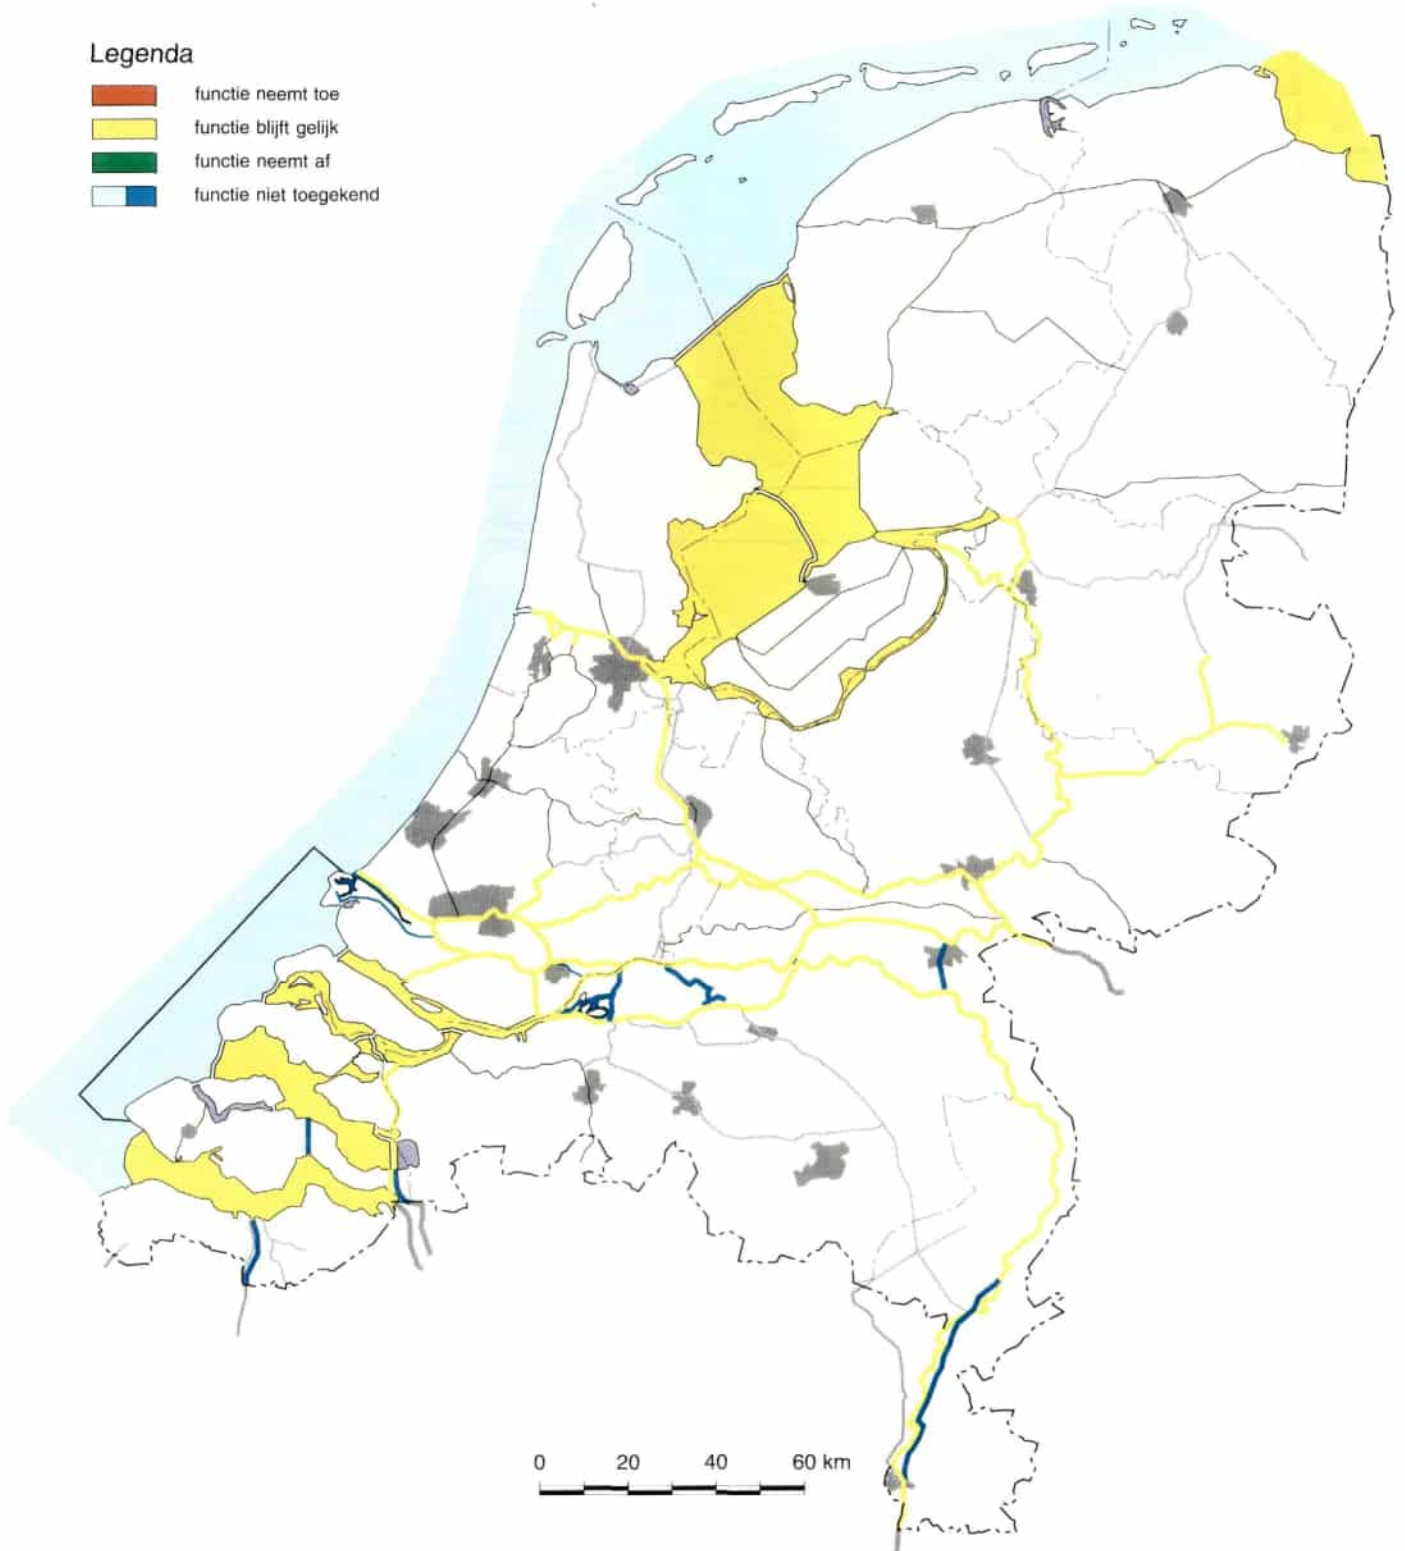 Legenda
functie neemt toe
functie blijft gelijk
functie neemt af
functie niet toegekend
0 20 40 60 km